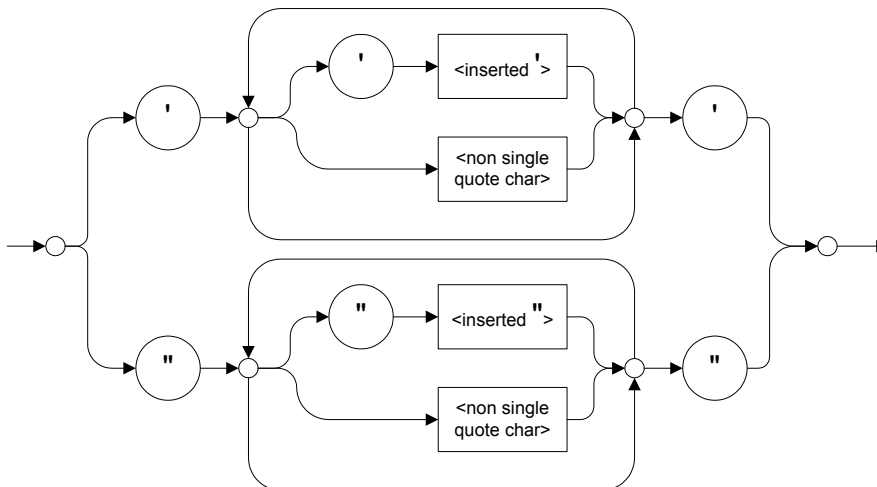 '
<inserted '>
'
'
<non single
quote char>
"
<inserted ">
"
"
<non single
quote char>